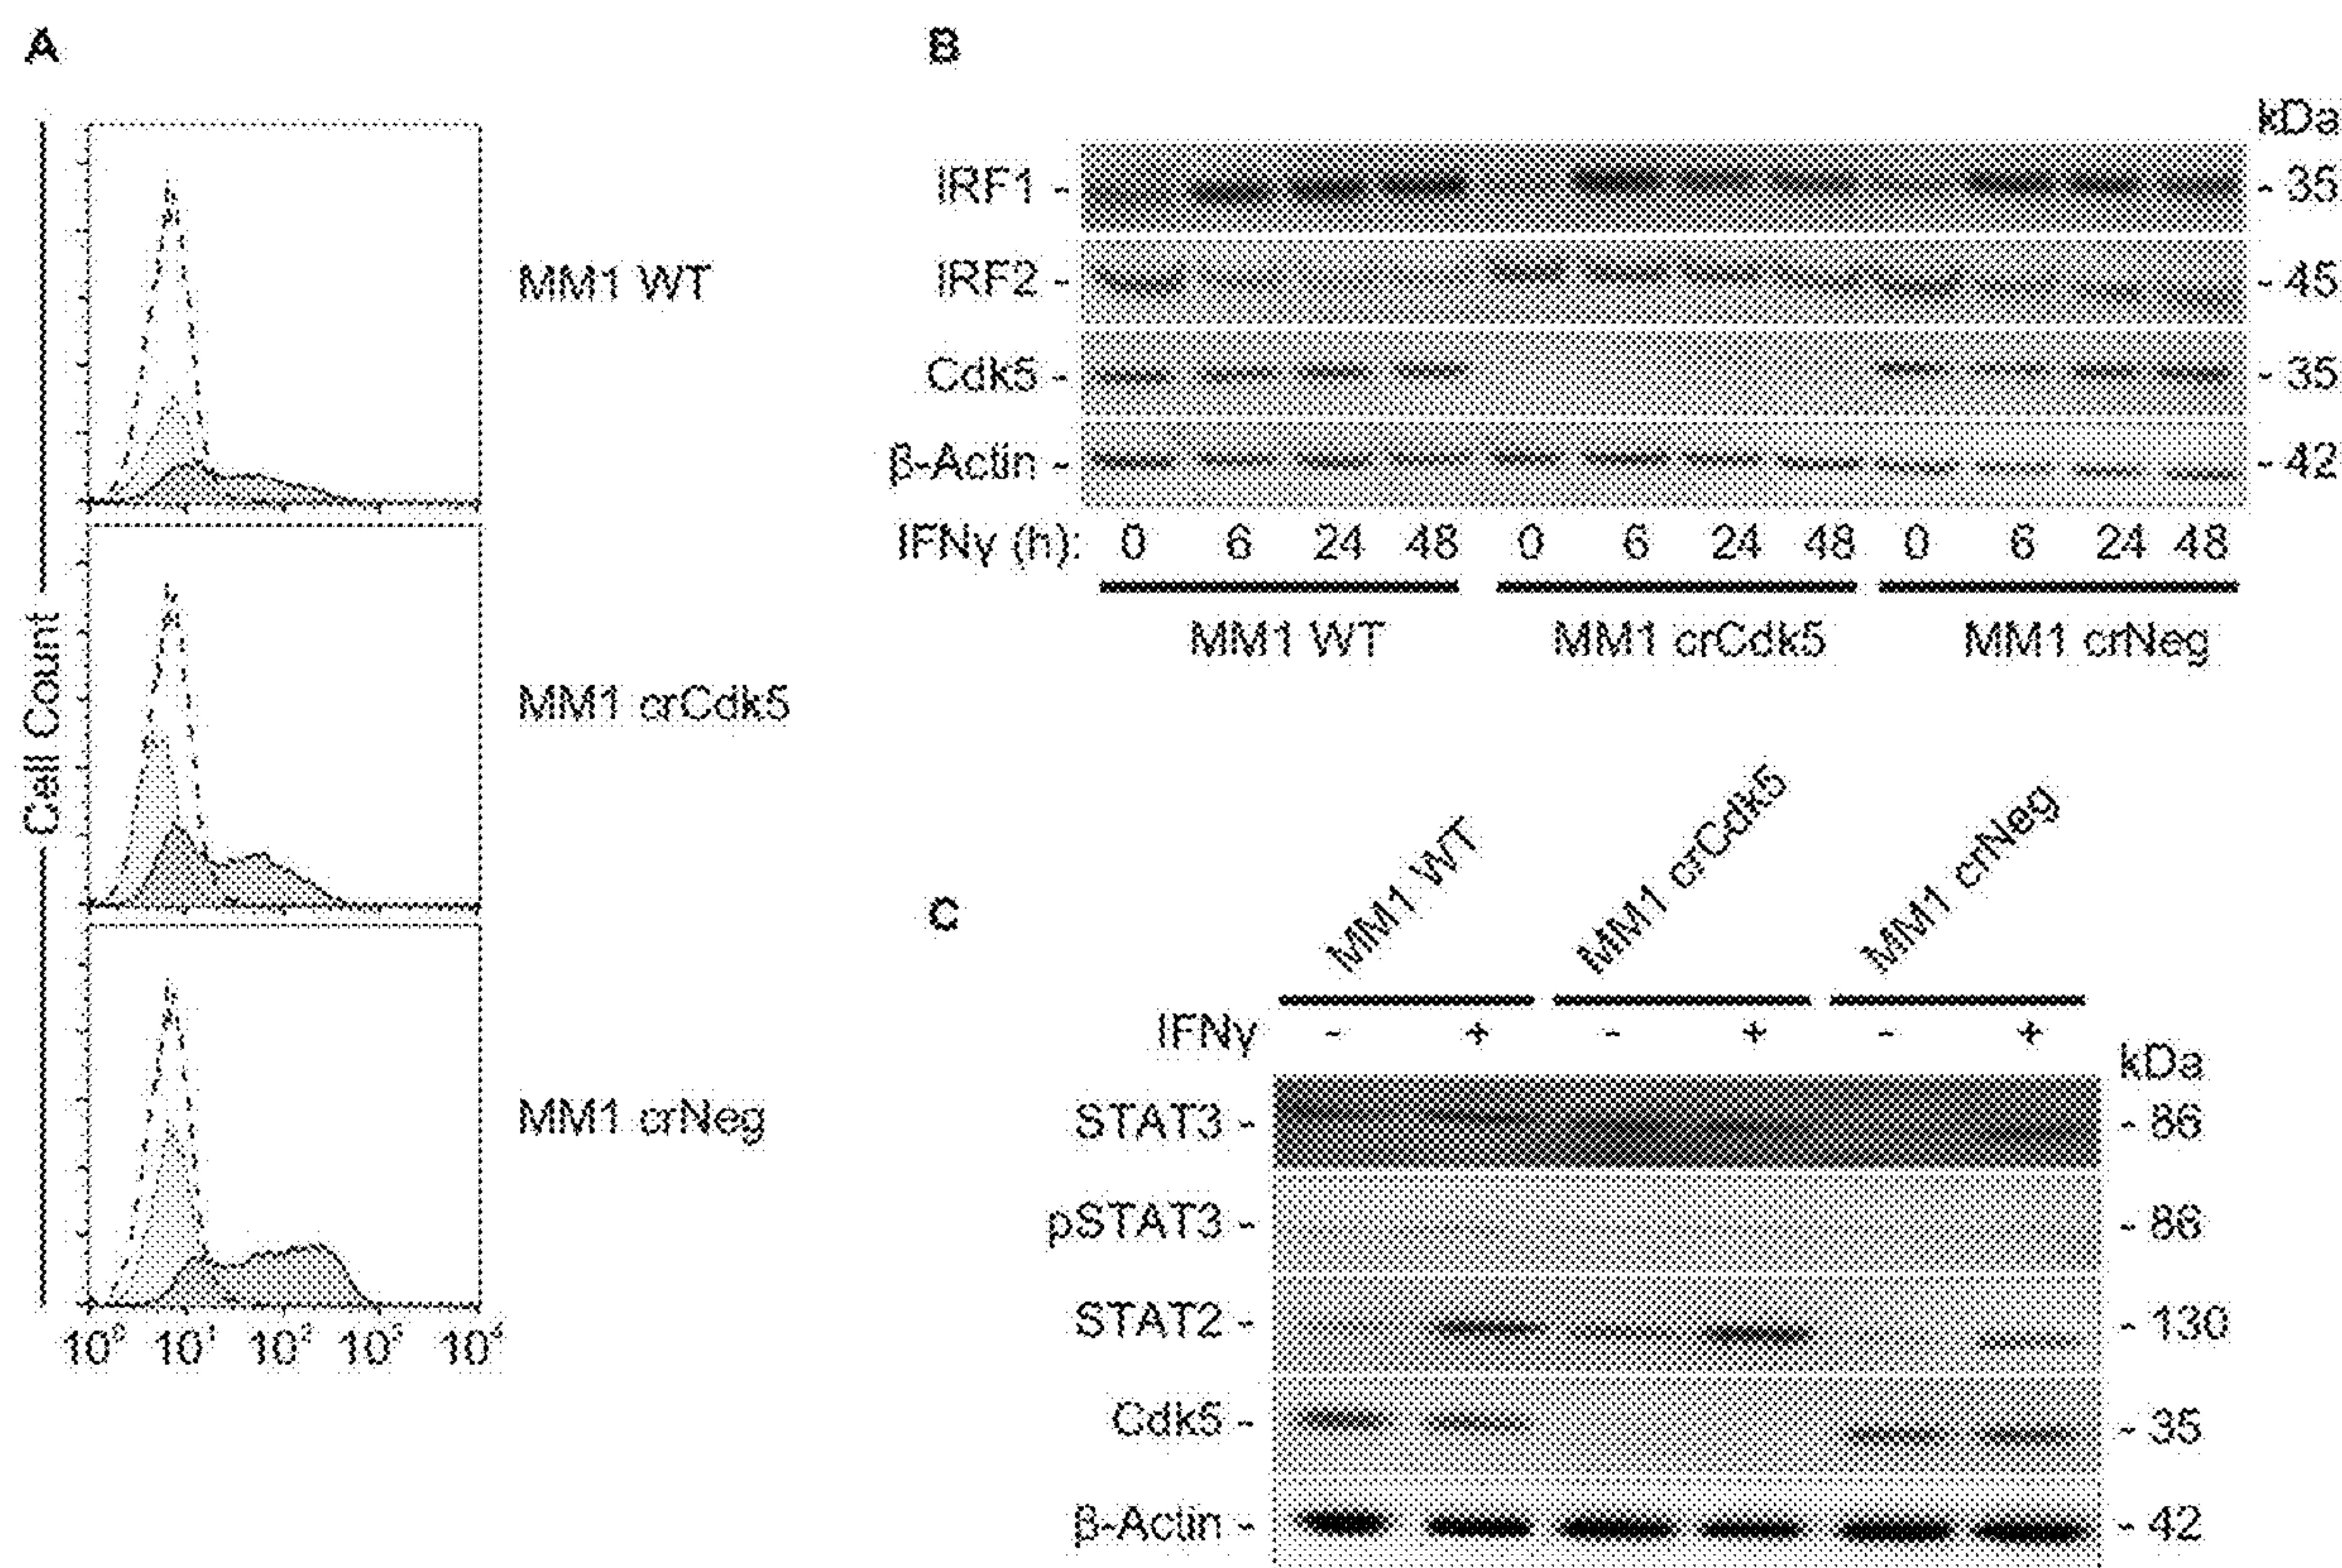 A
Cell Count
MM1 WT
MM1 crCdk5
MM1 crNeg
10⁰ 10¹ 10² 10³ 10⁴
B
kDa
IRF1 - - 35
IRF2 - - 45
Cdk5 - - 35
β-Actin - - 42
IFNγ (h): 0 6 24 48 0 6 24 48 0 6 24 48
MM1 WT MM1 crCdk5 MM1 crNeg
C
MM1 WT MM1 crCdk5 MM1 crNeg
IFNγ - + - + - +
kDa
STAT3 - - 86
pSTAT3 - - 86
STAT2 - - 130
Cdk5 - - 35
β-Actin - - 42